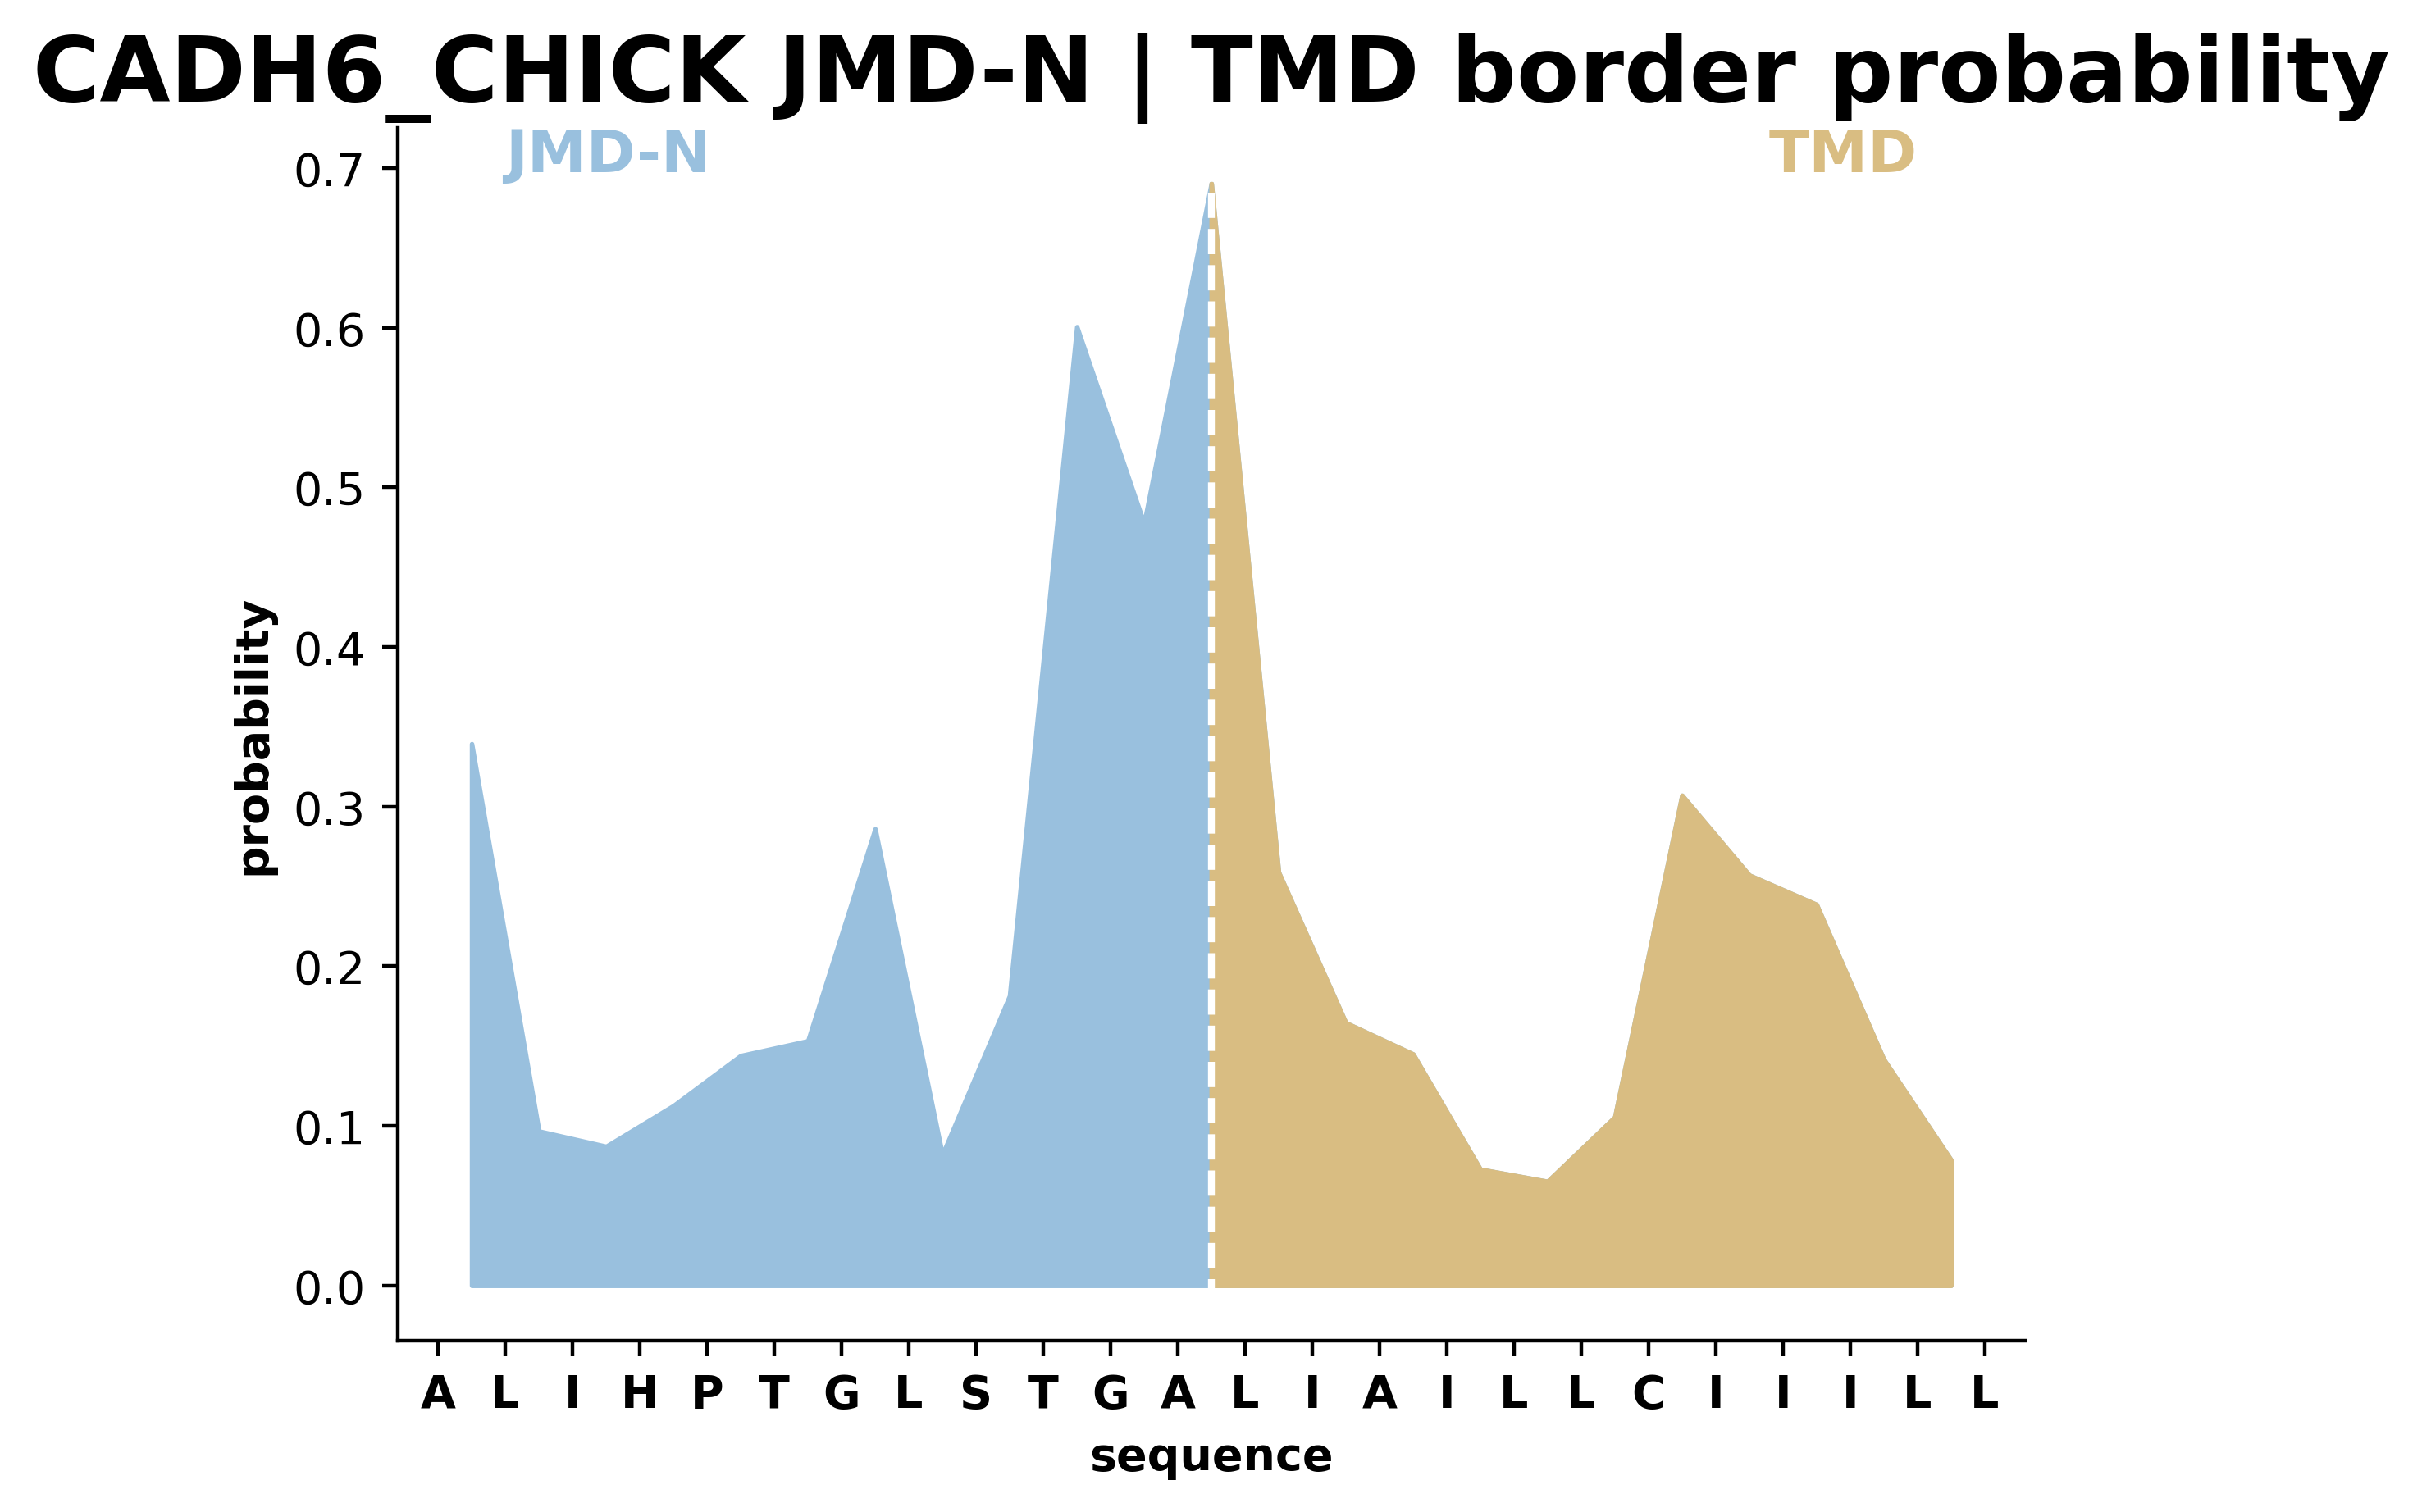 CADH6_CHICK JMD-N | TMD border probability
JMD-N TMD
0.7
0.6
0.5
0.4
0.3
0.2
0.1
0.0
probability
A L I H P T G L S T G A L I A I L L C I I I L L
sequence